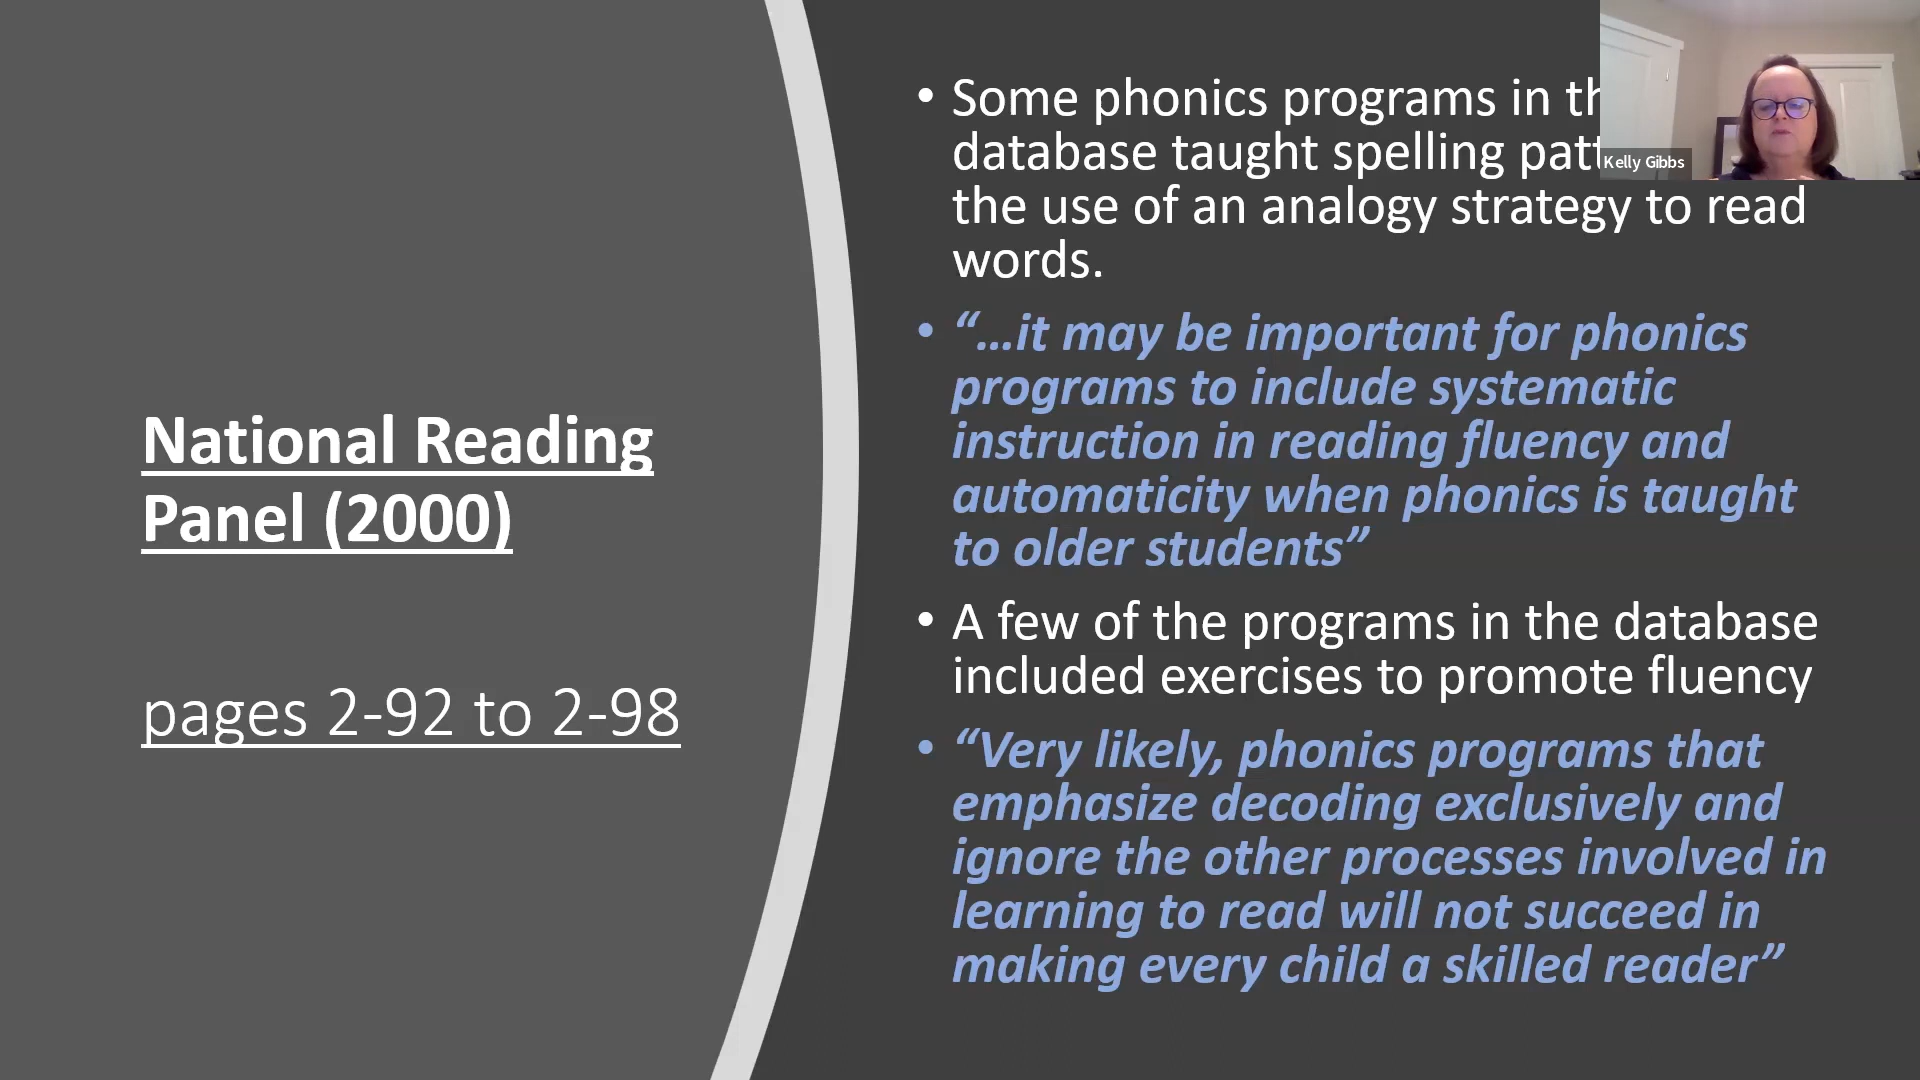 National Reading
Panel (2000)
pages 2-92 to 2-98
• Some phonics programs in
database taught spelling
the use of an analogy strategy to read
words.
• “…it may be important for phonics
programs to include systematic
instruction in reading fluency and
automaticity when phonics is taught
to older students”
• A few of the programs in the database
included exercises to promote fluency
• “Very likely, phonics programs that
emphasize decoding exclusively and
ignore the other processes involved in
learning to read will not succeed in
making every child a skilled reader”
Kelly Gibbs